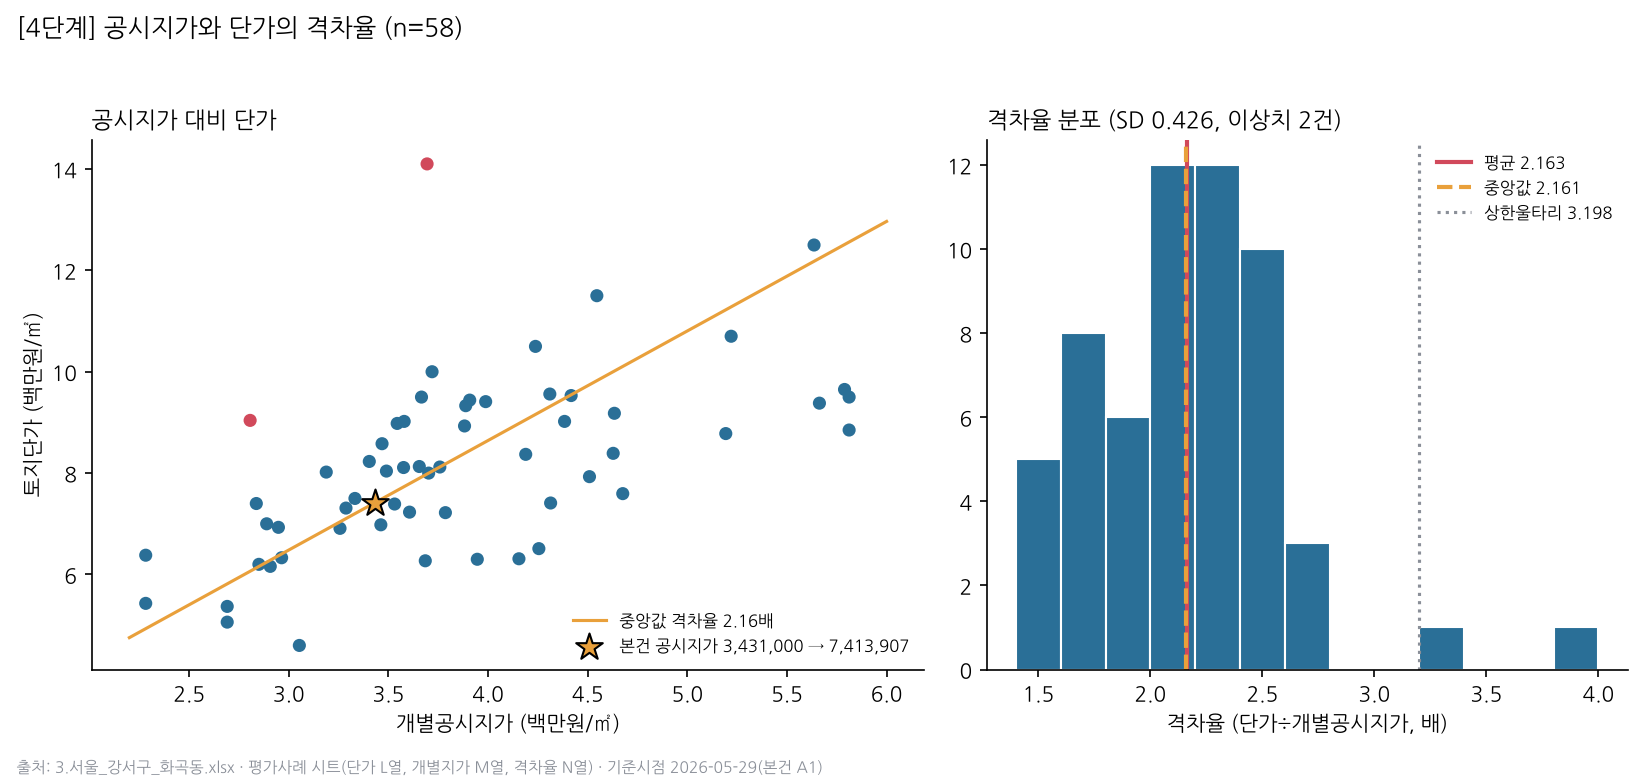 [4단계] 공시지가와 단가의 격차율 (n=58)
공시지가 대비 단가
토지단가 (백만원/㎡)
14
12
10
8
6
중앙값 격차율 2.16배
본건 공시지가 3,431,000 → 7,413,907
2.5 3.0 3.5 4.0 4.5 5.0 5.5 6.0
개별공시지가 (백만원/㎡)
격차율 분포 (SD 0.426, 이상치 2건)
12
10
8
6
4
2
0
평균 2.163
중앙값 2.161
상한울타리 3.198
1.5 2.0 2.5 3.0 3.5 4.0
격차율 (단가÷개별공시지가, 배)
출처: 3.서울_강서구_화곡동.xlsx · 평가사례 시트(단가 L열, 개별지가 M열, 격차율 N열) · 기준시점 2026-05-29(본건 A1)